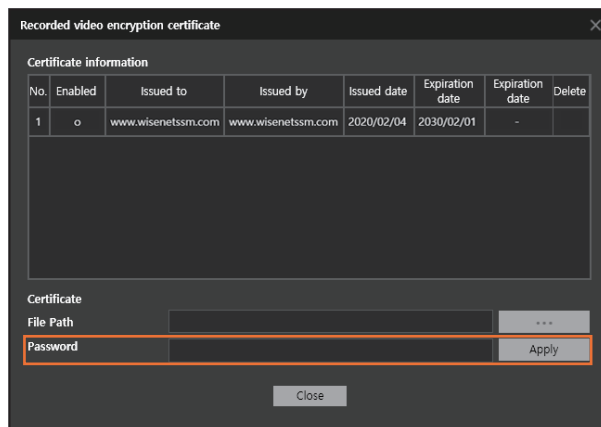 Recorded video encryption certificate
Certificate information
No. Enabled Issued to Issued by Issued date Expiration date Expiration date Delete
1 o www.wisenetssm.com www.wisenetssm.com 2020/02/04 2030/02/01 -
Certificate
File Path ...
Password Apply
Close